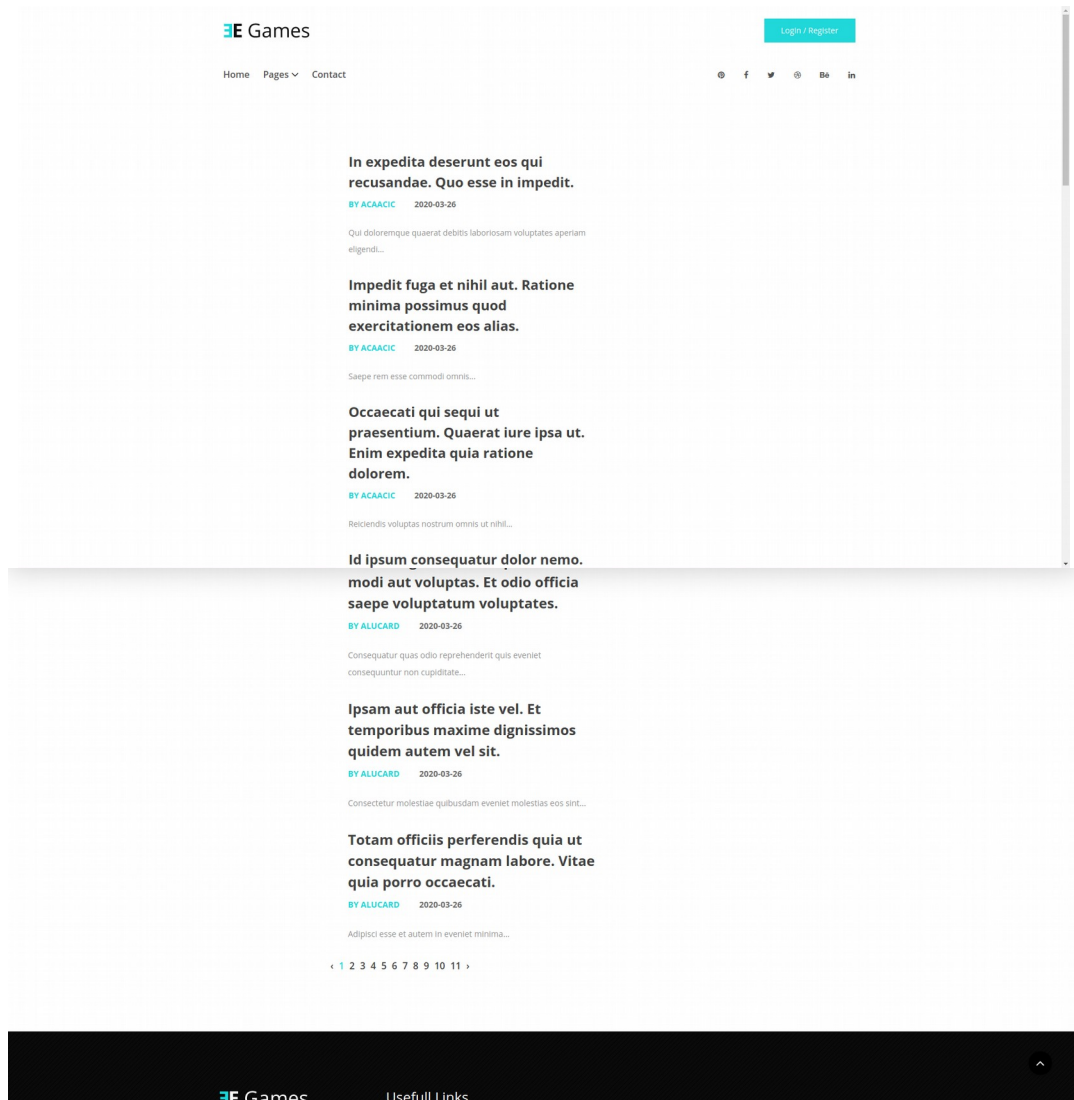 ƎE Games
Login / Register
Home Pages Contact
Bē in
In expedita deserunt eos qui
recusandae. Quo esse in impedit.
BY ACAACIC 2020-03-26
Qui doloremque quaerat debitis laboriosam voluptates aperiam
eligendi...
Impedit fuga et nihil aut. Ratione
minima possimus quod
exercitationem eos alias.
BY ACAACIC 2020-03-26
Saepe rem esse commodi omnis...
Occaecati qui sequi ut
praesentium. Quaerat iure ipsa ut.
Enim expedita quia ratione
dolorem.
BY ACAACIC 2020-03-26
Reiciendis voluptas nostrum omnis ut nihil...
Id ipsum consequatur dolor nemo.
modi aut voluptas. Et odio officia
saepe voluptatum voluptates.
BY ALUCARD 2020-03-26
Consequatur quas odio reprehenderit quis eveniet
consequuntur non cupiditate...
Ipsam aut officia iste vel. Et
temporibus maxime dignissimos
quidem autem vel sit.
BY ALUCARD 2020-03-26
Consectetur molestiae quibusdam eveniet molestias eos sint...
Totam officiis perferendis quia ut
consequatur magnam labore. Vitae
quia porro occaecati.
BY ALUCARD 2020-03-26
Adipisci esse et autem in eveniet minima...
‹ 1 2 3 4 5 6 7 8 9 10 11 ›
ƎE Games Usefull Links